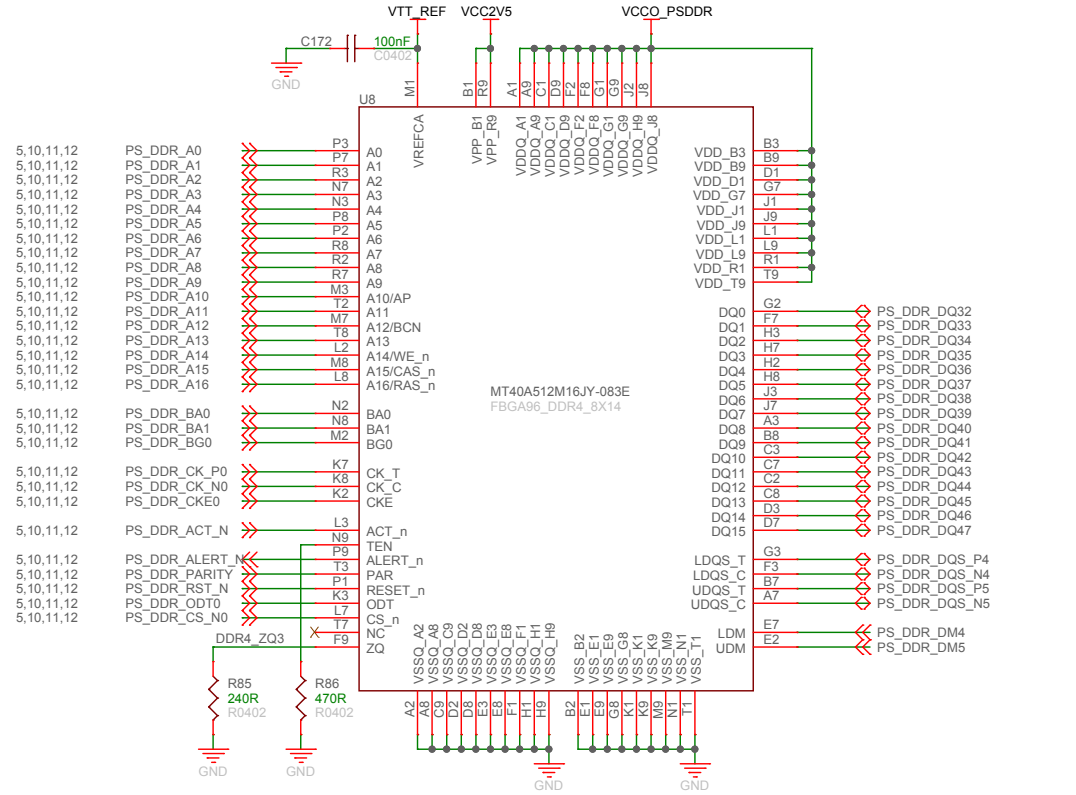 VTT_REF VCC2V5 VCCO_PSDDR
C172 100nF
C0402
GND
M1 B1 R9 A1 A9 C1 D9 F2 F8 G1 G9 J2 J8
U8
VREFCA VPP_B1 VPP_R9 VDDQ_A1 VDDQ_A9 VDDQ_C1 VDDQ_D9 VDDQ_F2 VDDQ_F8 VDDQ_G1 VDDQ_G9 VDDQ_H9 VDDQ_J8
5,10,11,12 PS_DDR_A0 P3 A0
5,10,11,12 PS_DDR_A1 P7 A1
5,10,11,12 PS_DDR_A2 R3 A2
5,10,11,12 PS_DDR_A3 N7 A3
5,10,11,12 PS_DDR_A4 N3 A4
5,10,11,12 PS_DDR_A5 P8 A5
5,10,11,12 PS_DDR_A6 P2 A6
5,10,11,12 PS_DDR_A7 R8 A7
5,10,11,12 PS_DDR_A8 R2 A8
5,10,11,12 PS_DDR_A9 R7 A9
5,10,11,12 PS_DDR_A10 M3 A10/AP
5,10,11,12 PS_DDR_A11 T2 A11
5,10,11,12 PS_DDR_A12 M7 A12/BCN
5,10,11,12 PS_DDR_A13 T8 A13
5,10,11,12 PS_DDR_A14 L2 A14/WE_n
5,10,11,12 PS_DDR_A15 M8 A15/CAS_n
5,10,11,12 PS_DDR_A16 L8 A16/RAS_n
5,10,11,12 PS_DDR_BA0 N2 BA0
5,10,11,12 PS_DDR_BA1 N8 BA1
5,10,11,12 PS_DDR_BG0 M2 BG0
5,10,11,12 PS_DDR_CK_P0 K7 CK_T
5,10,11,12 PS_DDR_CK_N0 K8 CK_C
5,10,11,12 PS_DDR_CKE0 K2 CKE
5,10,11,12 PS_DDR_ACT_N L3 ACT_n
N9 TEN
5,10,11,12 PS_DDR_ALERT_N P9 ALERT_n
5,10,11,12 PS_DDR_PARITY T3 PAR
5,10,11,12 PS_DDR_RST_N P1 RESET_n
5,10,11,12 PS_DDR_ODT0 K3 ODT
5,10,11,12 PS_DDR_CS_N0 L7 CS_n
T7 NC
DDR4_ZQ3 F9 ZQ
MT40A512M16JY-083E
FBGA96_DDR4_8X14
VDD_B3 B3
VDD_B9 B9
VDD_D1 D1
VDD_G7 G7
VDD_J1 J1
VDD_J9 J9
VDD_L1 L1
VDD_L9 L9
VDD_R1 R1
VDD_T9 T9
DQ0 G2 PS_DDR_DQ32
DQ1 F7 PS_DDR_DQ33
DQ2 H3 PS_DDR_DQ34
DQ3 H7 PS_DDR_DQ35
DQ4 H2 PS_DDR_DQ36
DQ5 H8 PS_DDR_DQ37
DQ6 J3 PS_DDR_DQ38
DQ7 J7 PS_DDR_DQ39
DQ8 A3 PS_DDR_DQ40
DQ9 B8 PS_DDR_DQ41
DQ10 C3 PS_DDR_DQ42
DQ11 C7 PS_DDR_DQ43
DQ12 C2 PS_DDR_DQ44
DQ13 C8 PS_DDR_DQ45
DQ14 D3 PS_DDR_DQ46
DQ15 D7 PS_DDR_DQ47
LDQS_T G3 PS_DDR_DQS_P4
LDQS_C F3 PS_DDR_DQS_N4
UDQS_T B7 PS_DDR_DQS_P5
UDQS_C A7 PS_DDR_DQS_N5
LDM E7 PS_DDR_DM4
UDM E2 PS_DDR_DM5
VSSQ_A2 VSSQ_A8 VSSQ_C9 VSSQ_D2 VSSQ_D8 VSSQ_E3 VSSQ_E8 VSSQ_F1 VSSQ_H1 VSSQ_H9 VSS_B2 VSS_E1 VSS_E9 VSS_G8 VSS_K1 VSS_K9 VSS_M9 VSS_N1 VSS_T1
A2 A8 C9 D2 D8 E3 E8 F1 H1 H9 B2 E1 E9 G8 K1 K9 M9 N1 T1
R85 R86
240R 470R
R0402 R0402
GND GND GND GND